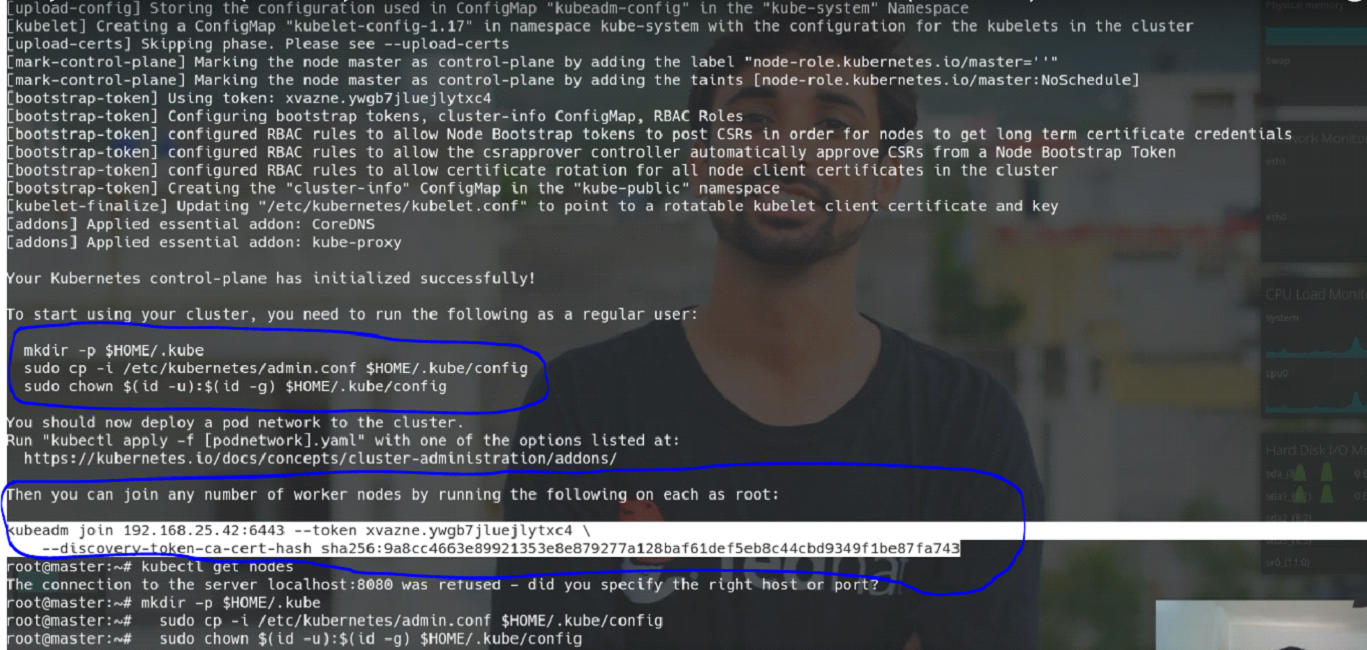 [upload-config] Storing the configuration used in ConfigMap "kubeadm-config" in the "kube-system" Namespace
Physical memory
[kubelet] Creating a ConfigMap "kubelet-config-1.17" in namespace kube-system with the configuration for the kubelets in the cluster
[upload-certs] Skipping phase. Please see --upload-certs
[mark-control-plane] Marking the node master as control-plane by adding the label "node-role.kubernetes.io/master=''"
swap
[mark-control-plane] Marking the node master as control-plane by adding the taints [node-role.kubernetes.io/master:NoSchedule]
[bootstrap-token] Using token: xvazne.ywgb7jluejlytxc4
[bootstrap-token] Configuring bootstrap tokens, cluster-info ConfigMap, RBAC Roles
[bootstrap-token] configured RBAC rules to allow Node Bootstrap tokens to post CSRs in order for nodes to get long term certificate credentials
[bootstrap-token] configured RBAC rules to allow the csrapprover controller automatically approve CSRs from a Node Bootstrap Token
[bootstrap-token] configured RBAC rules to allow certificate rotation for all node client certificates in the cluster
[bootstrap-token] Creating the "cluster-info" ConfigMap in the "kube-public" namespace
[kubelet-finalize] Updating "/etc/kubernetes/kubelet.conf" to point to a rotatable kubelet client certificate and key
eth0
[addons] Applied essential addon: CoreDNS
[addons] Applied essential addon: kube-proxy
Your Kubernetes control-plane has initialized successfully!
CPU Load
To start using your cluster, you need to run the following as a regular user:
system
mkdir -p $HOME/.kube
sudo cp -i /etc/kubernetes/admin.conf $HOME/.kube/config
cpu0
sudo chown $(id -u):$(id -g) $HOME/.kube/config
You should now deploy a pod network to the cluster.
Run "kubectl apply -f [podnetwork].yaml" with one of the options listed at:
Hard Disk I/O
https://kubernetes.io/docs/concepts/cluster-administration/addons/
Then you can join any number of worker nodes by running the following on each as root:
kubeadm join 192.168.25.42:6443 --token xvazne.ywgb7jluejlytxc4 \
--discovery-token-ca-cert-hash sha256:9a8cc4663e89921353e8e879277a128baf61def5eb8c44cbd9349f1be87fa743
root@master:~# kubectl get nodes
The connection to the server localhost:8080 was refused - did you specify the right host or port?
root@master:~# mkdir -p $HOME/.kube
root@master:~#   sudo cp -i /etc/kubernetes/admin.conf $HOME/.kube/config
root@master:~#   sudo chown $(id -u):$(id -g) $HOME/.kube/config